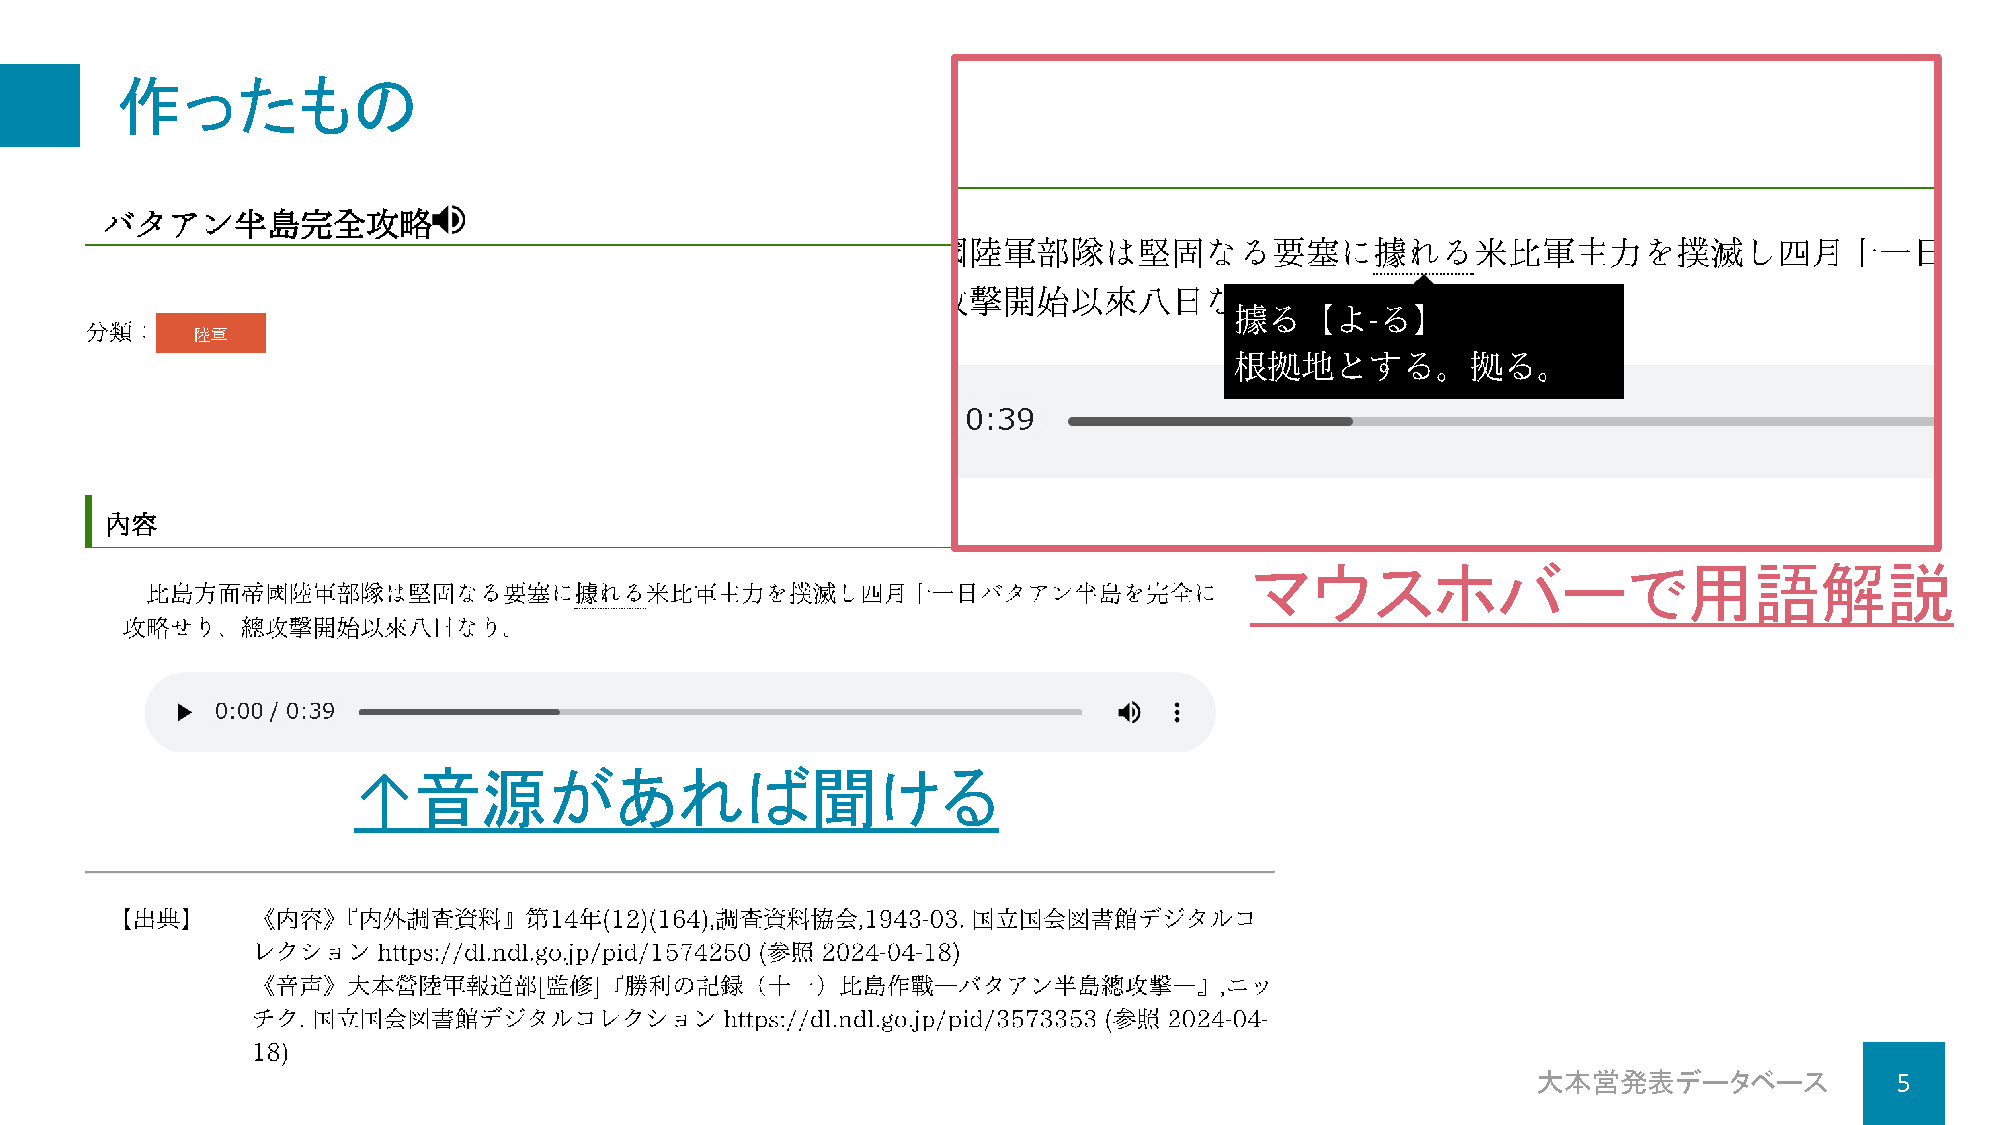 作ったもの
バタアン半島完全攻略
分類：
陸軍
内容
比島方面帝國陸軍部隊は堅固なる要塞に據れる米比軍主力を撲滅し四月十一日バタアン半島を完全に
攻略せり、總攻撃開始以來八日なり。
0:00 / 0:39
↑音源があれば聞ける
國陸軍部隊は堅固なる要塞に據れる米比軍主力を撲滅し四月十一日
攻撃開始以來八日な
據る【よ-る】
根拠地とする。拠る。
0:39
マウスホバーで用語解説
【出典】 《内容》『内外調査資料』第14年(12)(164),調査資料協会,1943-03. 国立国会図書館デジタルコ
レクション https://dl.ndl.go.jp/pid/1574250 (参照 2024-04-18)
《音声》大本營陸軍報道部[監修]『勝利の記録（十一）比島作戰―バタアン半島總攻撃―』,ニッ
チク. 国立国会図書館デジタルコレクション https://dl.ndl.go.jp/pid/3573353 (参照 2024-04-
18)
大本営発表データベース
5